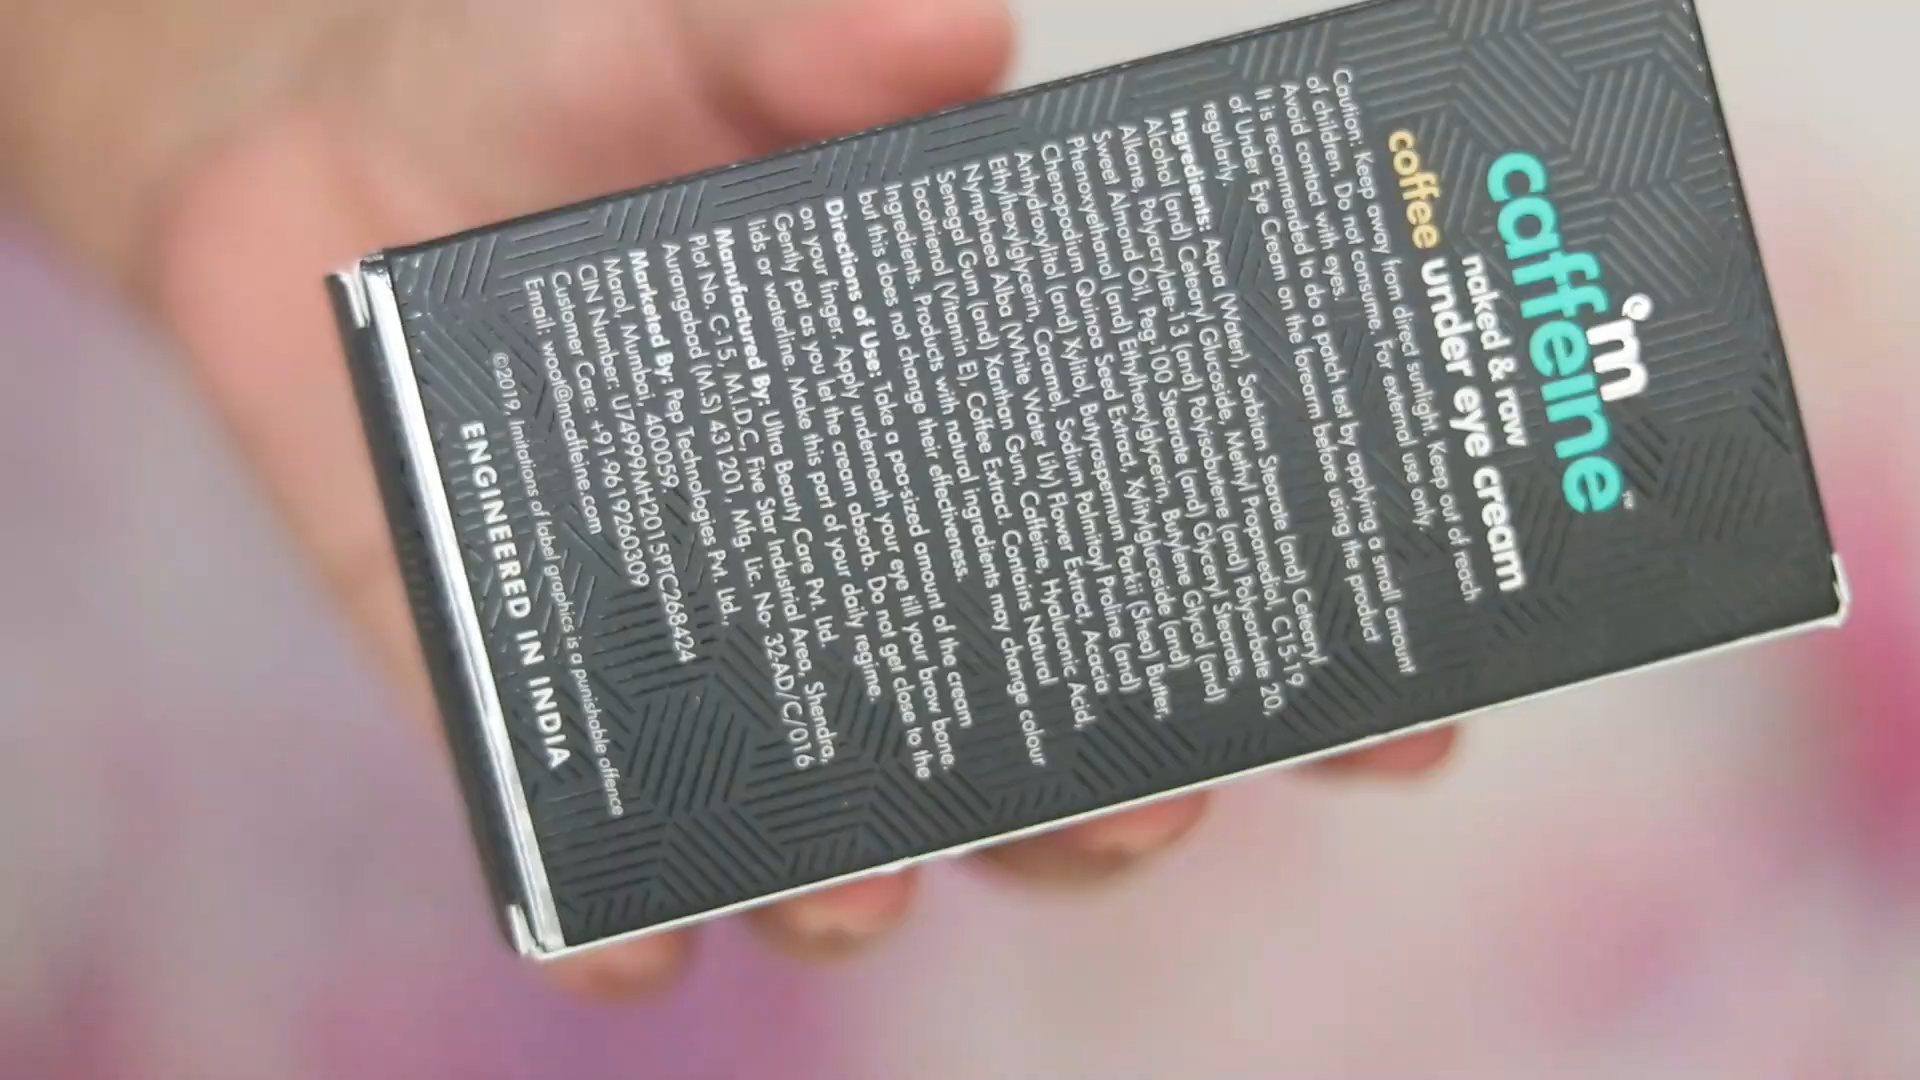 m
caffeine™
naked & raw
coffee under eye cream
Caution: Keep away from direct sunlight. Keep out of reach
of children. Do not consume. For external use only.
Avoid contact with eyes.
It is recommended to do a patch test by applying a small amount
of Under Eye Cream on the forearm before using the product
regularly.
Ingredients: Aqua (Water), Sorbitan Stearate (and) Cetearyl
Alcohol (and) Cetearyl Glucoside, Methyl Propanediol, C15-19
Alkane, Polyacrylate-13 (and) Polyisobutene (and) Polysorbate 20,
Sweet Almond Oil, Peg-100 Stearate (and) Glyceryl Stearate,
Phenoxyethanol (and) Ethylhexylglycerin, Butylene Glycol (and)
Chenopodium Quinoa Seed Extract, Xylitylglucoside (and)
Anhydroxylitol (and) Xylitol, Butyrospermum Parkii (Shea) Butter,
Ethylhexylglycerin, Caramel, Sodium Palmitoyl Proline (and)
Nymphaea Alba (White Water Lily) Flower Extract, Acacia
Senegal Gum (and) Xanthan Gum, Caffeine, Hyaluronic Acid,
Tocotrienol (Vitamin E), Coffee Extract. Contains Natural
Ingredients. Products with natural ingredients may change colour
but this does not change their effectiveness.
Directions of Use: Take a pea-sized amount of the cream
on your finger. Apply underneath your eye till your brow bone.
Gently pat as you let the cream absorb. Do not get close to the
lids or waterline. Make this part of your daily regime.
Manufactured By: Ultra Beauty Care Pvt. Ltd.
Plot No. C-15, M.I.D.C, Five Star Industrial Area, Shendra,
Aurangabad (M.S) 431201. Mfg. Lic. No- 32-AD/C/016
Marketed By: Pep Technologies Pvt. Ltd.,
Marol, Mumbai, 400059.
CIN Number: U74999MH2015PTC268424
Customer Care: +91-9619260309
Email: woot@mcaffeine.com
©2019, Imitations of label graphics is a punishable offence
ENGINEERED IN INDIA